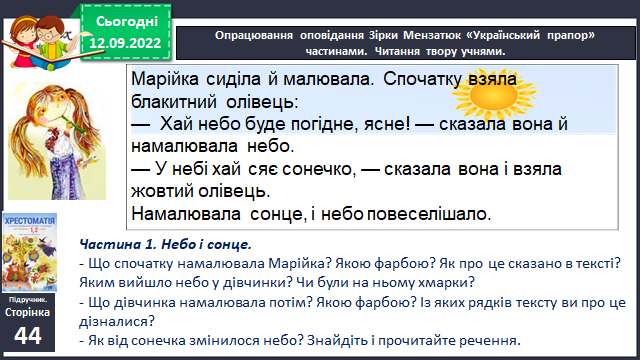 х
Сьогодні
12.09.2022
Опрацювання оповідання Зірки Мензатюк «Український прапор»
частинами. Читання твору учнями.
Марійка сиділа й малювала. Спочатку взяла
блакитний олівець:
— Хай небо буде погідне, ясне! — сказала вона й
намалювала небо.
— У небі хай сяє сонечко, — сказала вона і взяла
жовтий олівець.
Намалювала сонце, і небо повеселішало.
ХРЕСТОМАТІЯ
1,2
Підручник.
Сторінка
44
Частина 1. Небо і сонце.
- Що спочатку намалювала Марійка? Якою фарбою? Як про це сказано в тексті?
Яким вийшло небо у дівчинки? Чи були на ньому хмарки?
- Що дівчинка намалювала потім? Якою фарбою? Із яких рядків тексту ви про це
дізналися?
- Як від сонечка змінилося небо? Знайдіть і прочитайте речення.